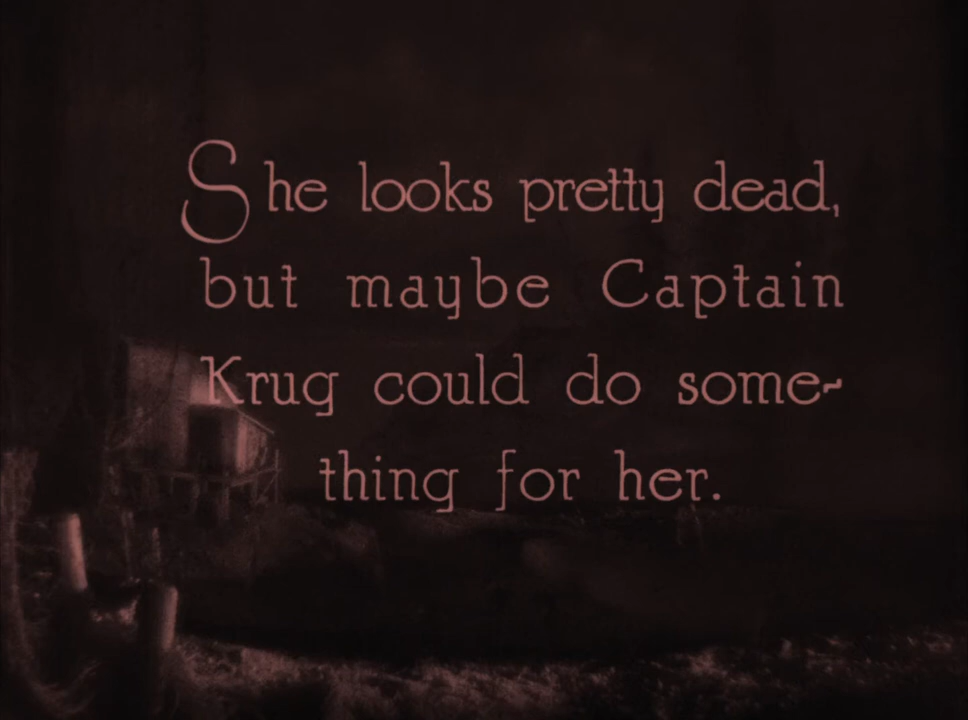 She looks pretty dead,
but maybe Captain
Krug could do some-
thing for her.